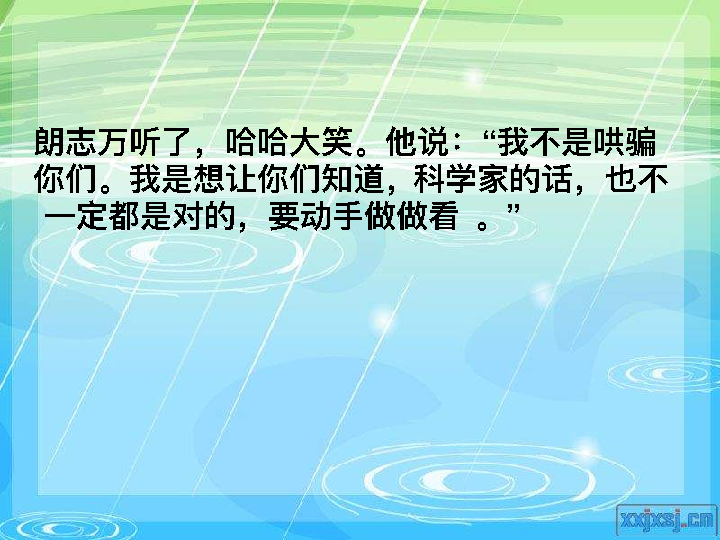 朗志万听了，哈哈大笑。他说：“我不是哄骗
你们。我是想让你们知道，科学家的话，也不
一定都是对的，要动手做做看 。”
xxjxsj.cn